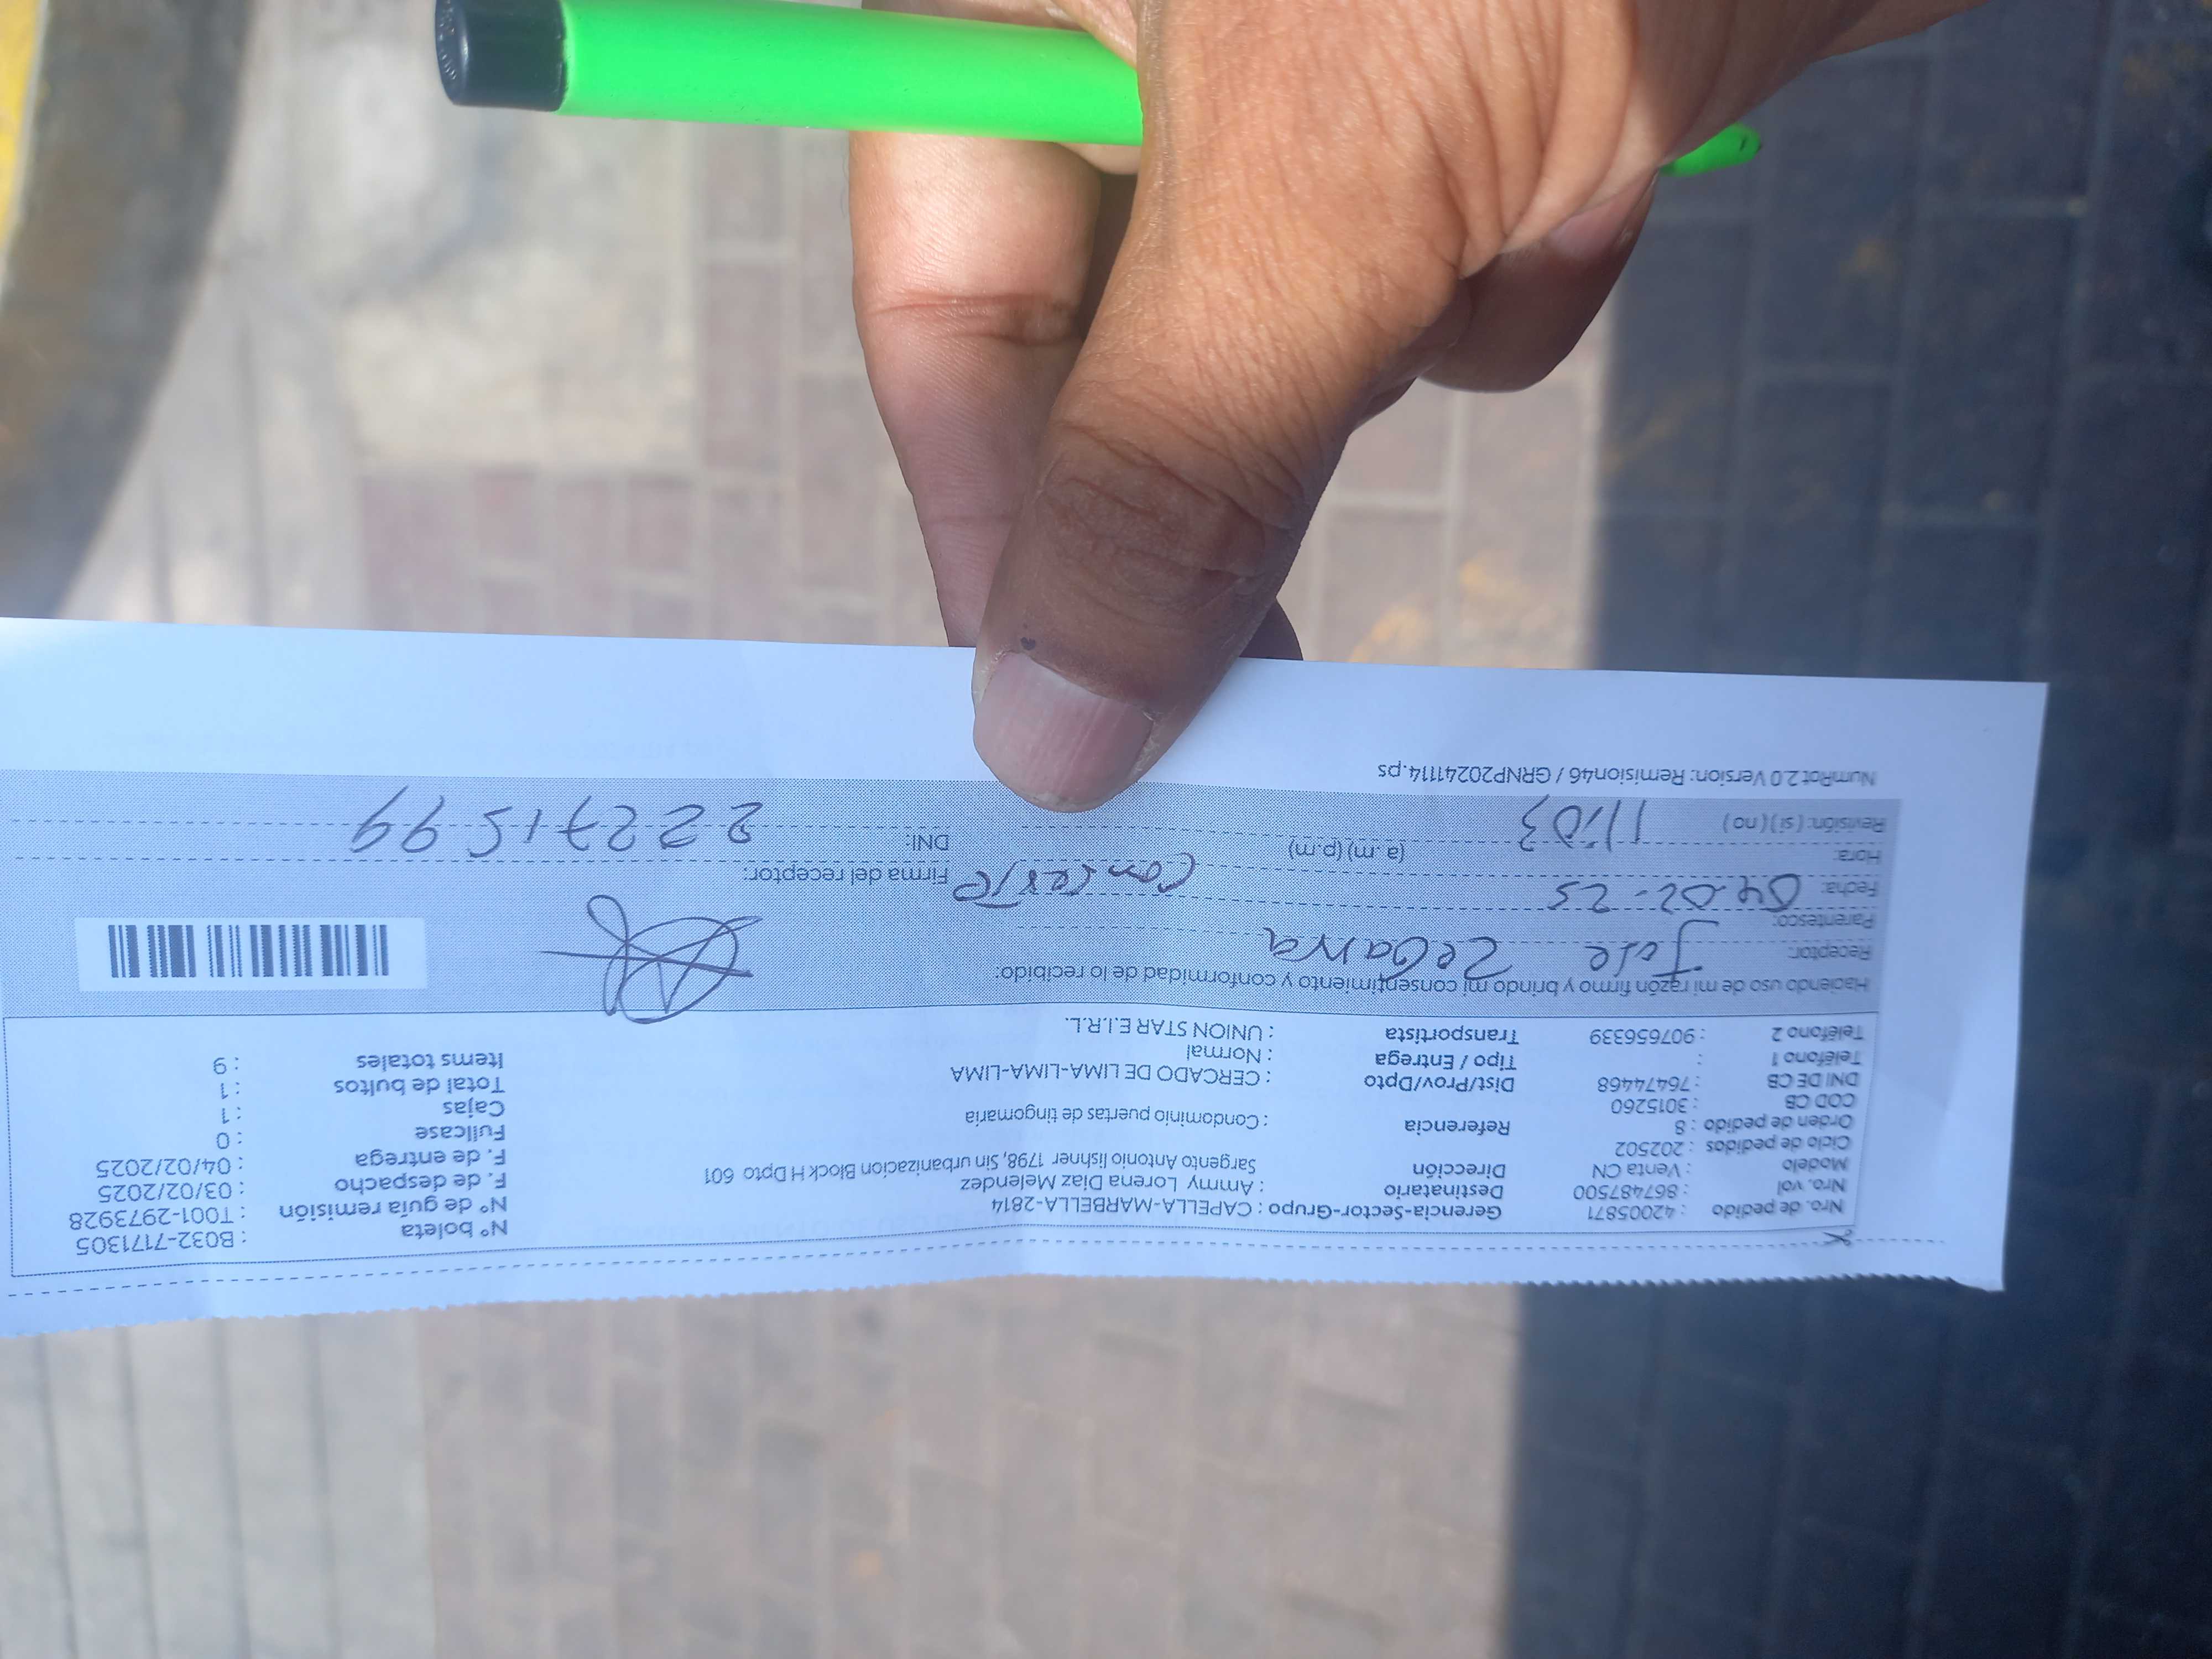 Nro. de pedido : 42005871 Gerencia-Sector-Grupo : CAPELLA-MARBELLA-2814 N° boleta : B032-7171305
Nro. vol : 867487500 Destinatario : Ammy Lorena Diaz Melendez N° de guía remisión : T001-2973928
Modelo : Venta CN Dirección Sargento Antonio lishner 1798, Sin urbanizacion Block H Dpto 601 F. de despacho : 03/02/2025
Ciclo de pedidos : 202502 F. de entrega : 04/02/2025
Orden de pedido : 8 Referencia : Condominio puertas de tingomaria Fullcase : 0
COD CB : 3015260 Cajas : 1
DNI DE CB : 76474468 Dist/Prov/Dpto : CERCADO DE LIMA-LIMA-LIMA Total de bultos : 1
Teléfono 1 : Tipo / Entrega : Normal Items totales : 9
Teléfono 2 : 907656339 Transportista : UNION STAR E.I.R.L.
Haciendo uso de mi razón firmo y brindo mi consentimiento y conformidad de lo recibido:
Receptor: Jose
Parentesco:
Fecha: 04-02-25 Firma del receptor:
Hora: (a.m) (p.m)
Revisión: ( si ) ( no ) 11:03 DNI: 22271599
NumRot 2.0 Version: Remision46 / GRNP20241114.ps